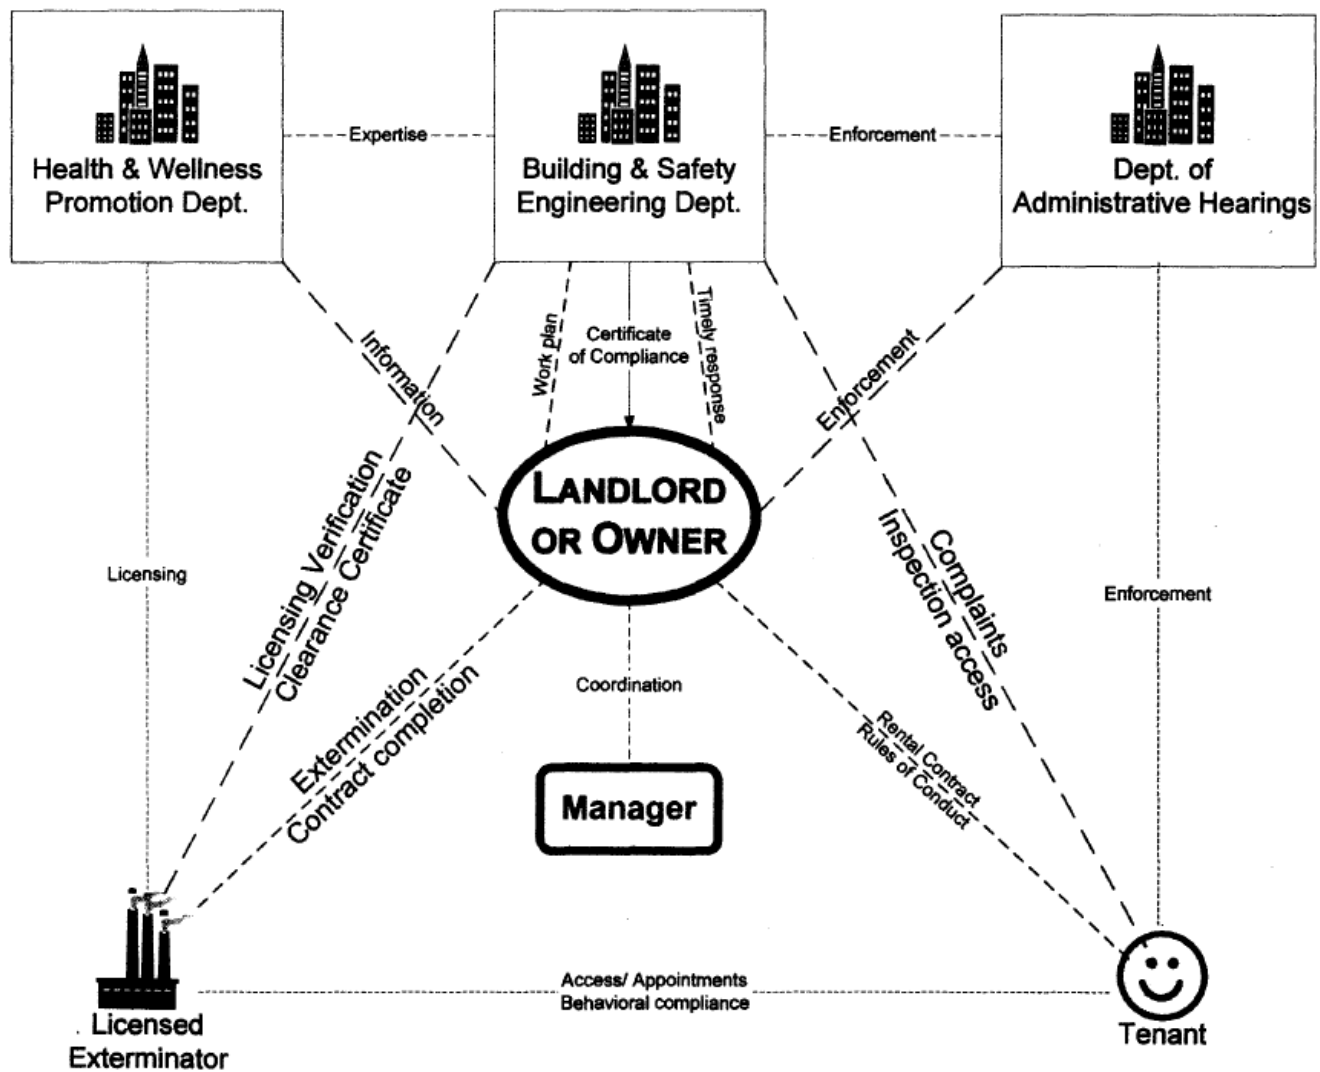 Expertise
Enforcement
Health & Wellness
Promotion Dept.
Building & Safety
Engineering Dept.
Dept. of
Administrative Hearings
Information
Work plan
Certificate
of Compliance
Timely response
Enforcement
LANDLORD
OR OWNER
Licensing Verification
Clearance Certificate
Complaints
Inspection access
Licensing
Enforcement
Extermination
Contract completion
Coordination
Rental Contract
Rules of Conduct
Manager
Access/ Appointments
Behavioral compliance
Licensed
Exterminator
Tenant